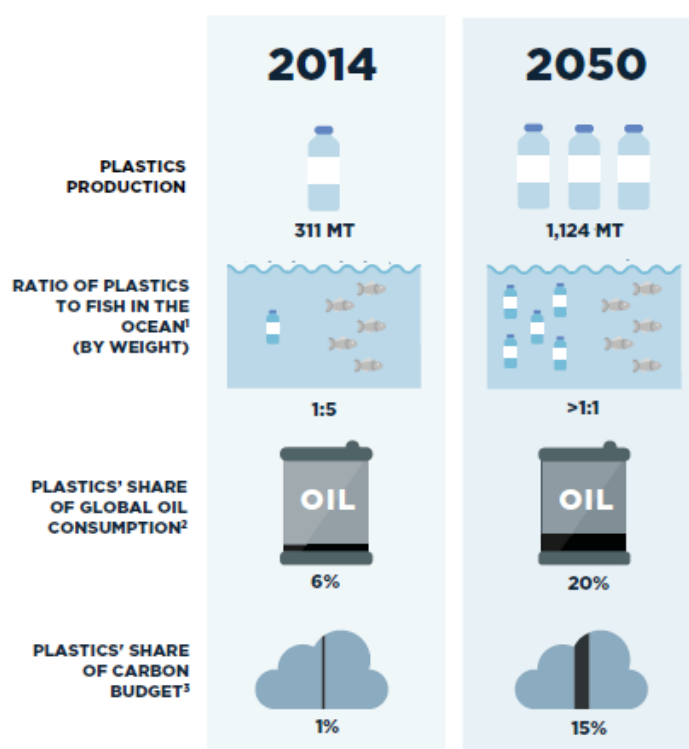 2014 2050
PLASTICS
PRODUCTION
311 MT 1,124 MT
RATIO OF PLASTICS
TO FISH IN THE
OCEAN¹
(BY WEIGHT)
1:5 >1:1
PLASTICS' SHARE
OF GLOBAL OIL
CONSUMPTION²
OIL OIL
6% 20%
PLASTICS' SHARE
OF CARBON
BUDGET³
1% 15%